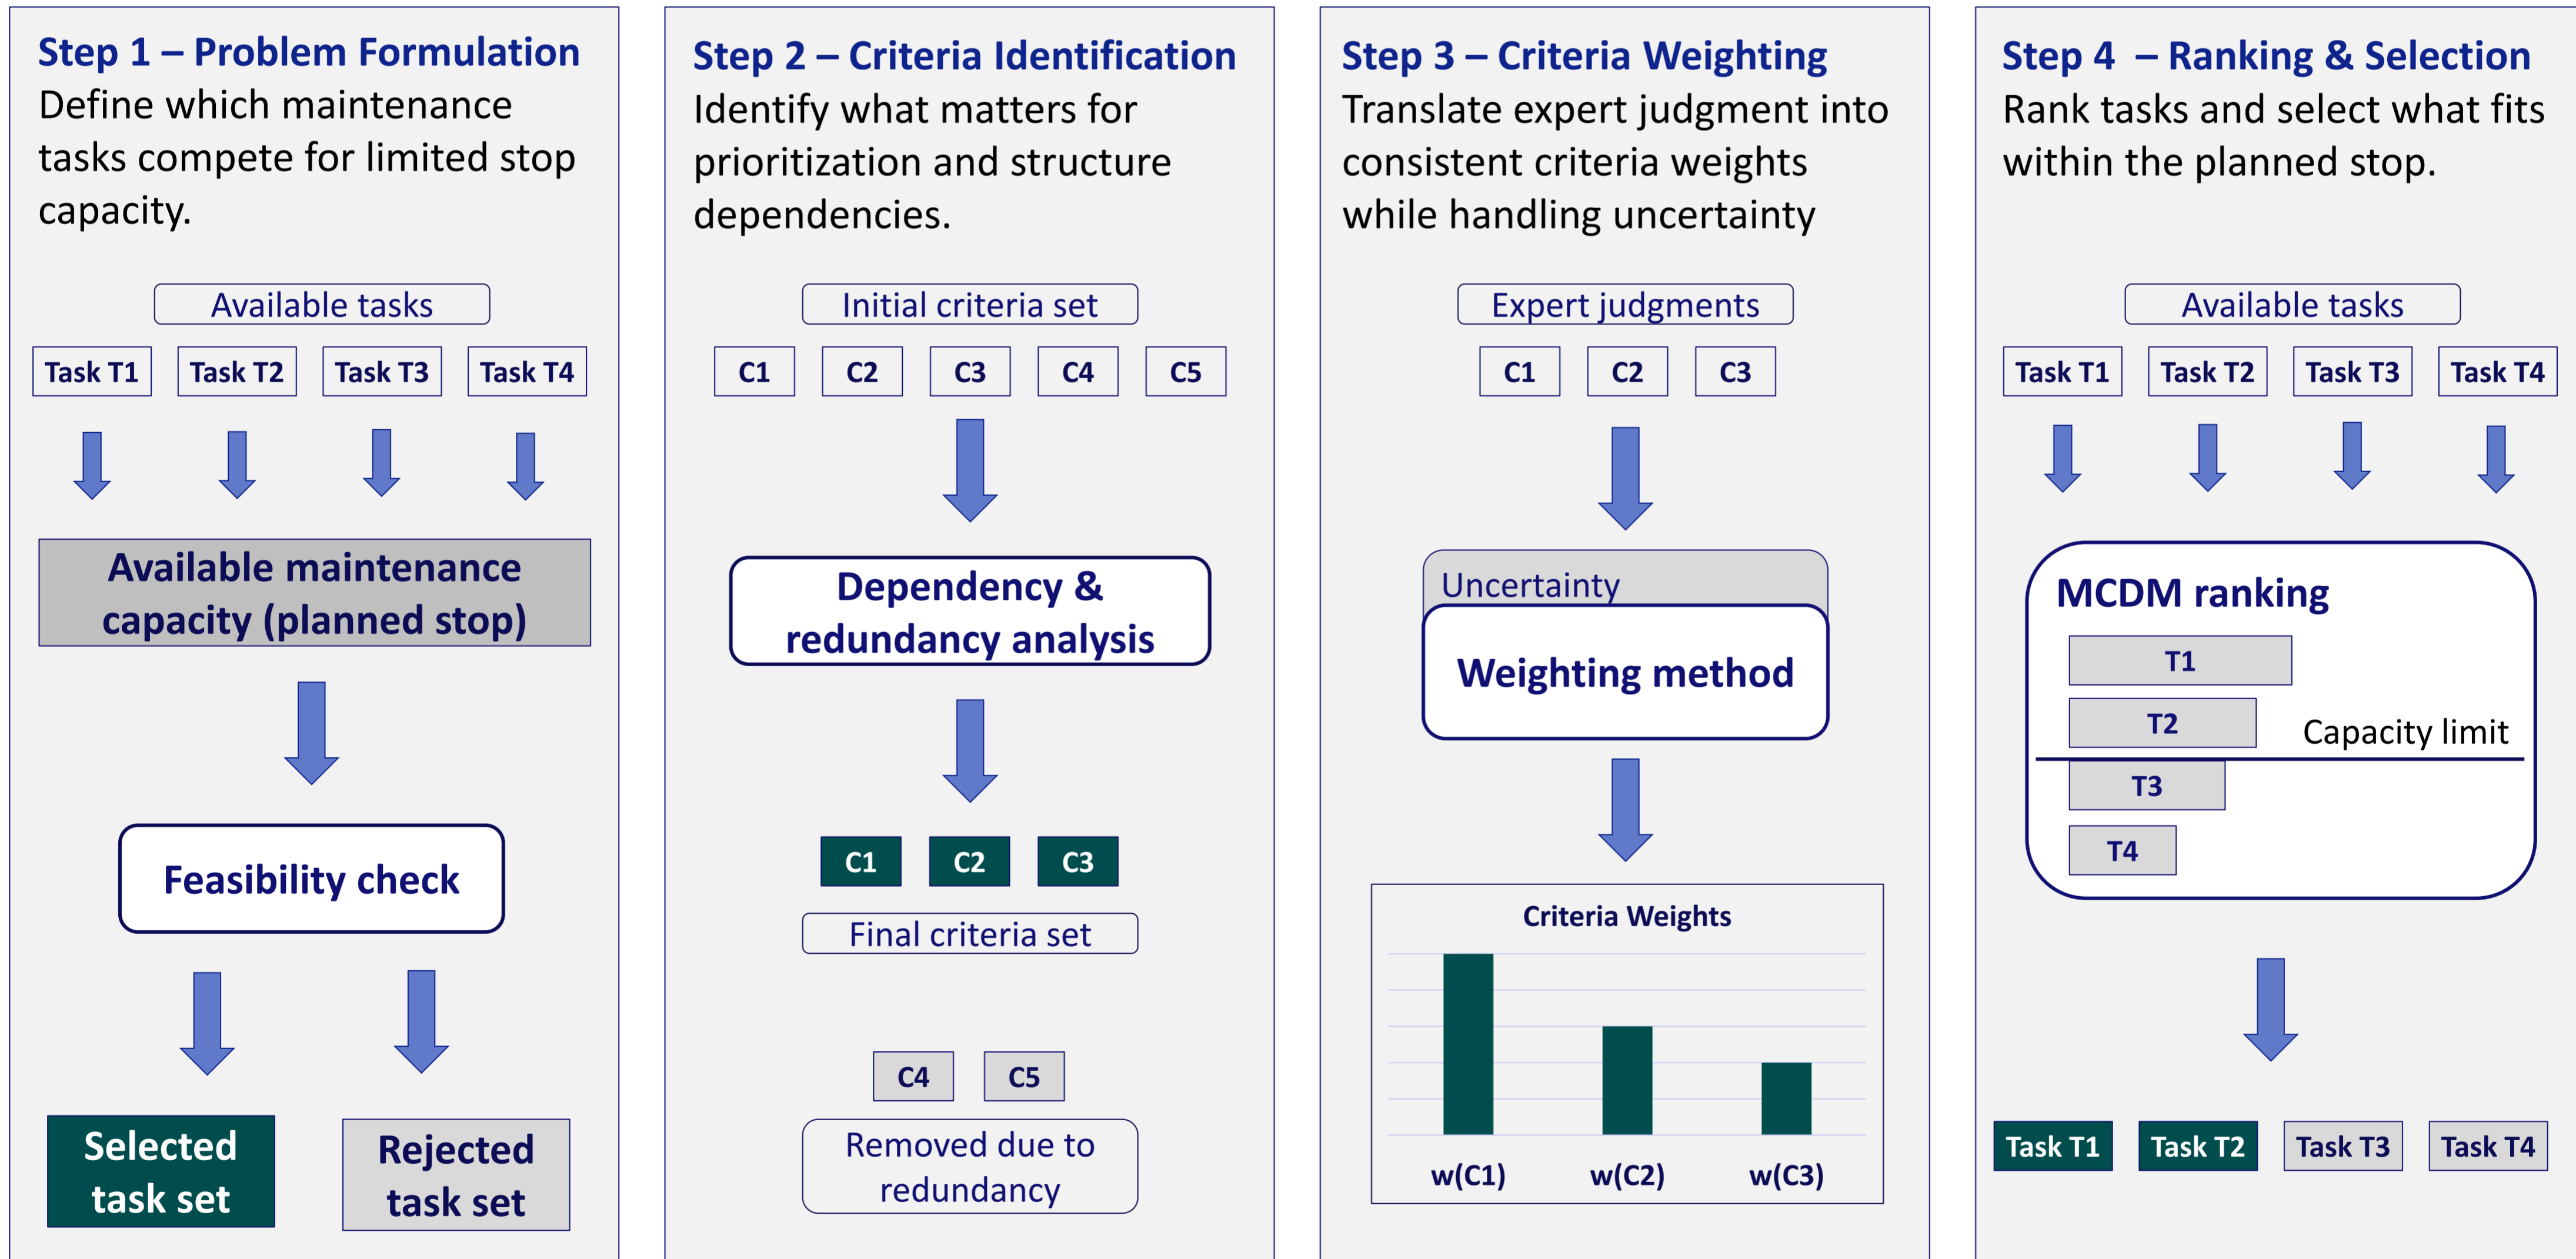 Step 1 – Problem Formulation
Define which maintenance
tasks compete for limited stop
capacity.
Available tasks
Task T1
Task T2
Task T3
Task T4
Available maintenance
capacity (planned stop)
Feasibility check
Selected
task set
Rejected
task set
Step 2 – Criteria Identification
Identify what matters for
prioritization and structure
dependencies.
Initial criteria set
C1
C2
C3
C4
C5
Dependency &
redundancy analysis
C1
C2
C3
Final criteria set
C4
C5
Removed due to
redundancy
Step 3 – Criteria Weighting
Translate expert judgment into
consistent criteria weights
while handling uncertainty
Expert judgments
C1
C2
C3
Uncertainty
Weighting method
Criteria Weights
w(C1)
w(C2)
w(C3)
Step 4  – Ranking & Selection
Rank tasks and select what fits
within the planned stop.
Available tasks
Task T1
Task T2
Task T3
Task T4
MCDM ranking
T1
T2
Capacity limit
T3
T4
Task T1
Task T2
Task T3
Task T4